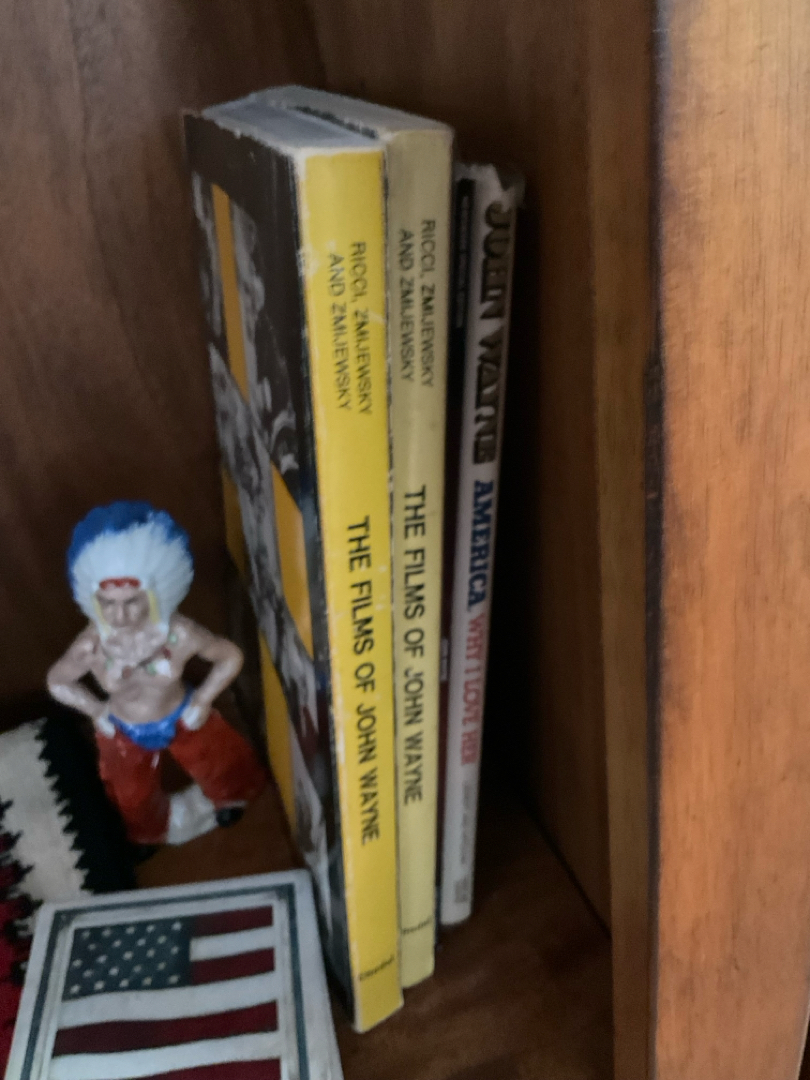 RICCI, ZMIJEWSKY
AND ZMIJEWSKY
THE FILMS OF JOHN WAYNE
Citadel
RICCI, ZMIJEWSKY
AND ZMIJEWSKY
THE FILMS OF JOHN WAYNE
JOHN WAYNE AMERICA WHY I LOVE HER